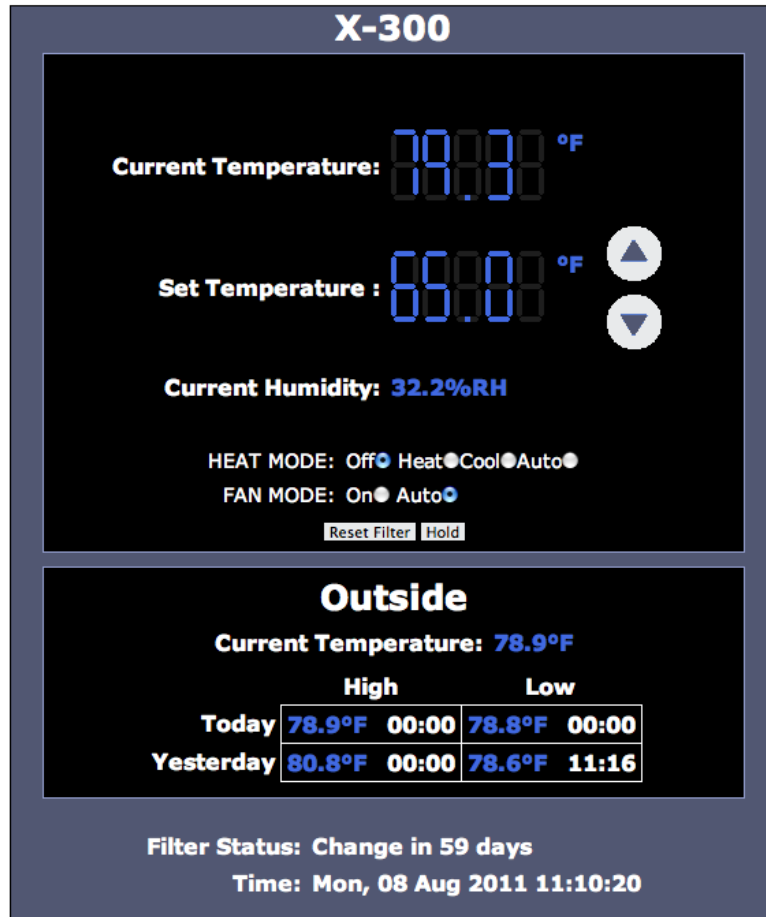 X-300
Current Temperature: 79.3 °F
Set Temperature : 65.0 °F
Current Humidity: 32.2%RH
HEAT MODE: Off Heat Cool Auto
FAN MODE: On Auto
Reset Filter Hold
Outside
Current Temperature: 78.9°F
High Low
Today 78.9°F 00:00 78.8°F 00:00
Yesterday 80.8°F 00:00 78.6°F 11:16
Filter Status: Change in 59 days
Time: Mon, 08 Aug 2011 11:10:20